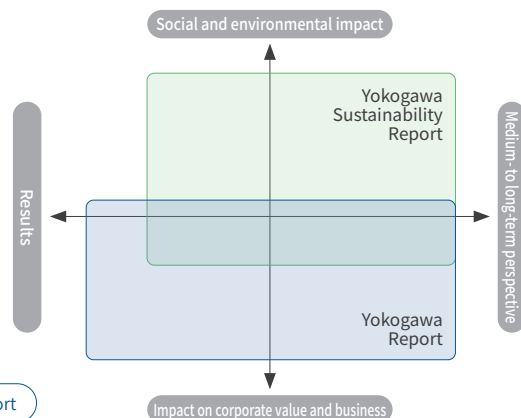 Social and environmental impact
Yokogawa
Sustainability
Report
Results
Medium- to long-term perspective
Yokogawa
Report
ort
Impact on corporate value and business